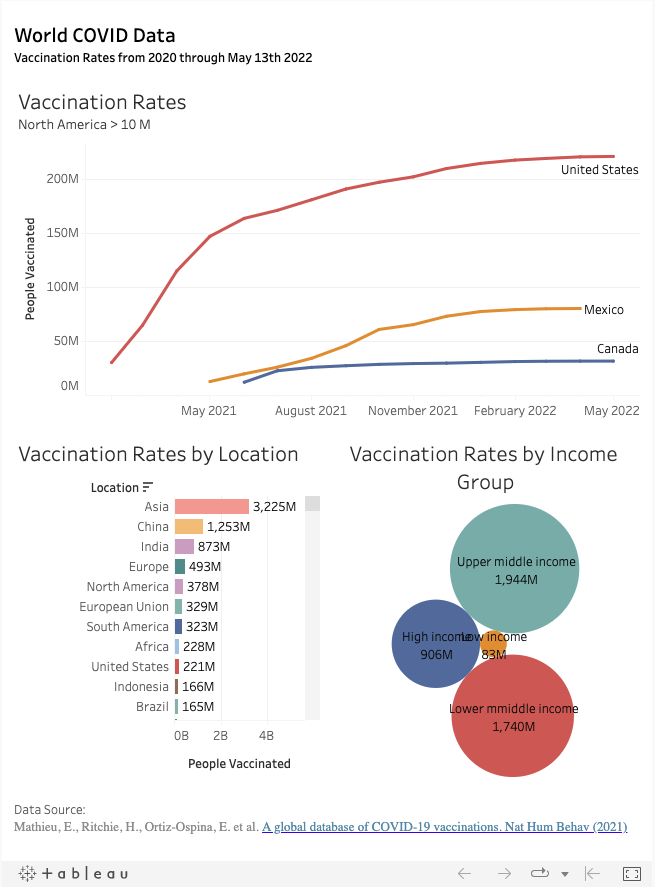 World COVID Data
Vaccination Rates from 2020 through May 13th 2022
Vaccination Rates
North America > 10 M
People Vaccinated
200M
150M
100M
50M
0M
United States
Mexico
Canada
May 2021
August 2021
November 2021
February 2022
May 2022
Vaccination Rates by Location
Location
Asia 3,225M
China 1,253M
India 873M
Europe 493M
North America 378M
European Union 329M
South America 323M
Africa 228M
United States 221M
Indonesia 166M
Brazil 165M
0B 2B 4B
People Vaccinated
Vaccination Rates by Income
Group
Upper middle income
1,944M
High income
906M
Low income
83M
Lower mmiddle income
1,740M
Data Source:
Mathieu, E., Ritchie, H., Ortiz-Ospina, E. et al. A global database of COVID-19 vaccinations. Nat Hum Behav (2021)
+ableau